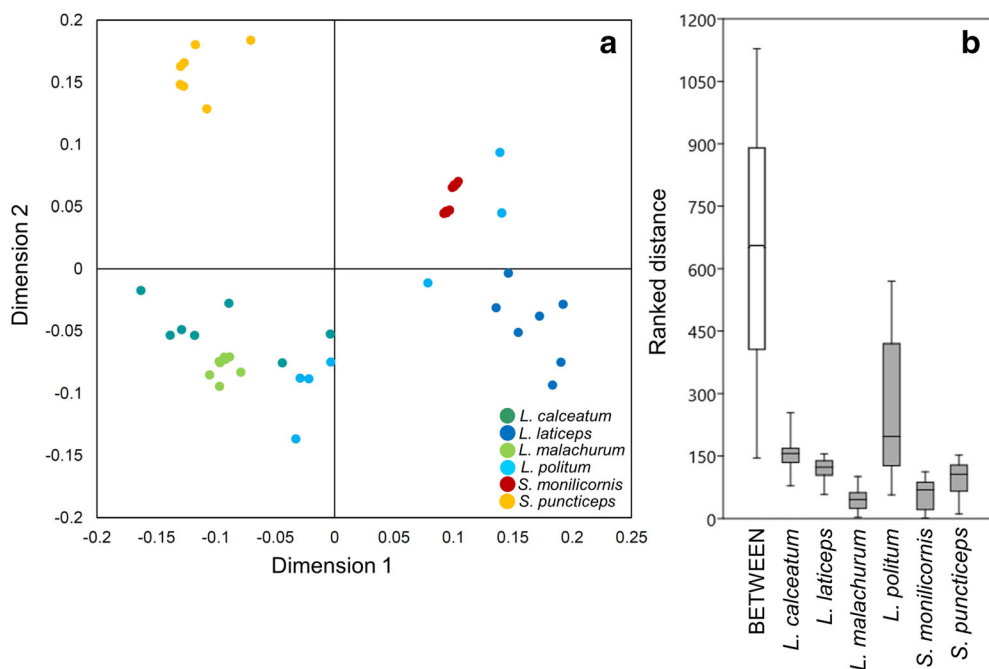 a
0.2
0.15
0.1
0.05
0
-0.05
-0.1
-0.15
-0.2
Dimension 2
-0.2
-0.15
-0.1
-0.05
0
0.05
0.1
0.15
0.2
0.25
Dimension 1
L. calceatum
L. laticeps
L. malachurum
L. politum
S. monilicornis
S. puncticeps
b
1200
1050
900
750
600
450
300
150
0
Ranked distance
BETWEEN
L. calceatum
L. laticeps
L. malachurum
L. politum
S. monilicornis
S. puncticeps